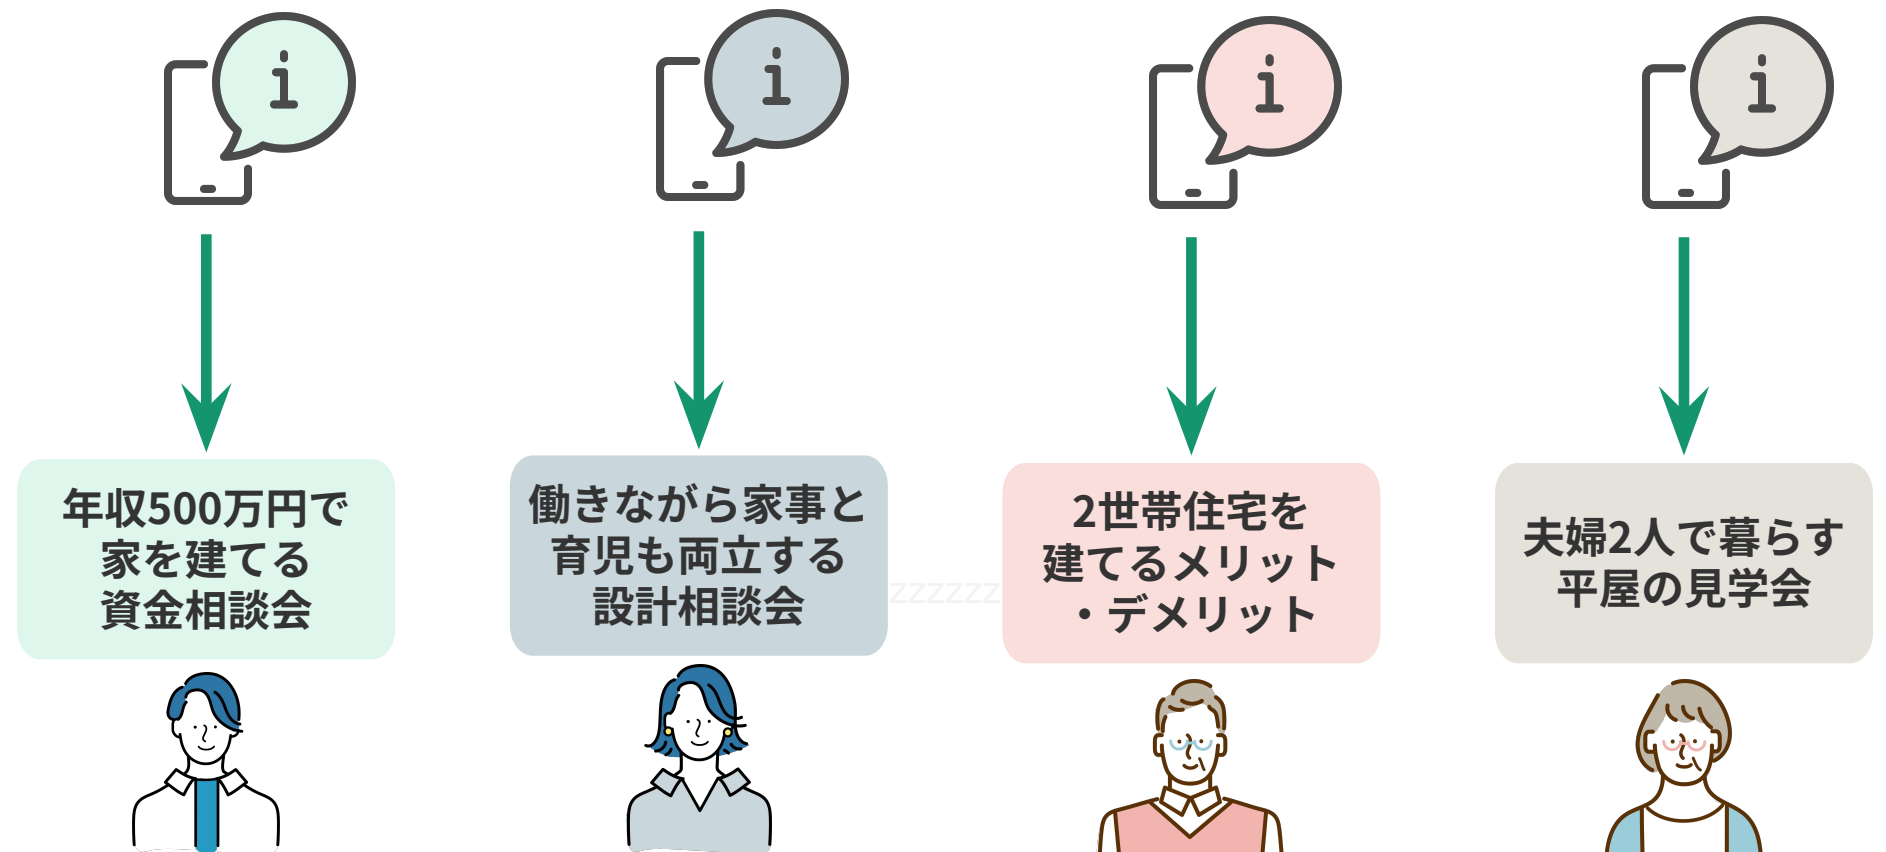 i
i
i
i
年収500万円で
家を建てる
資金相談会
働きながら家事と
育児も両立する
設計相談会
zzzzzz
2世帯住宅を
建てるメリット
・デメリット
夫婦2人で暮らす
平屋の見学会